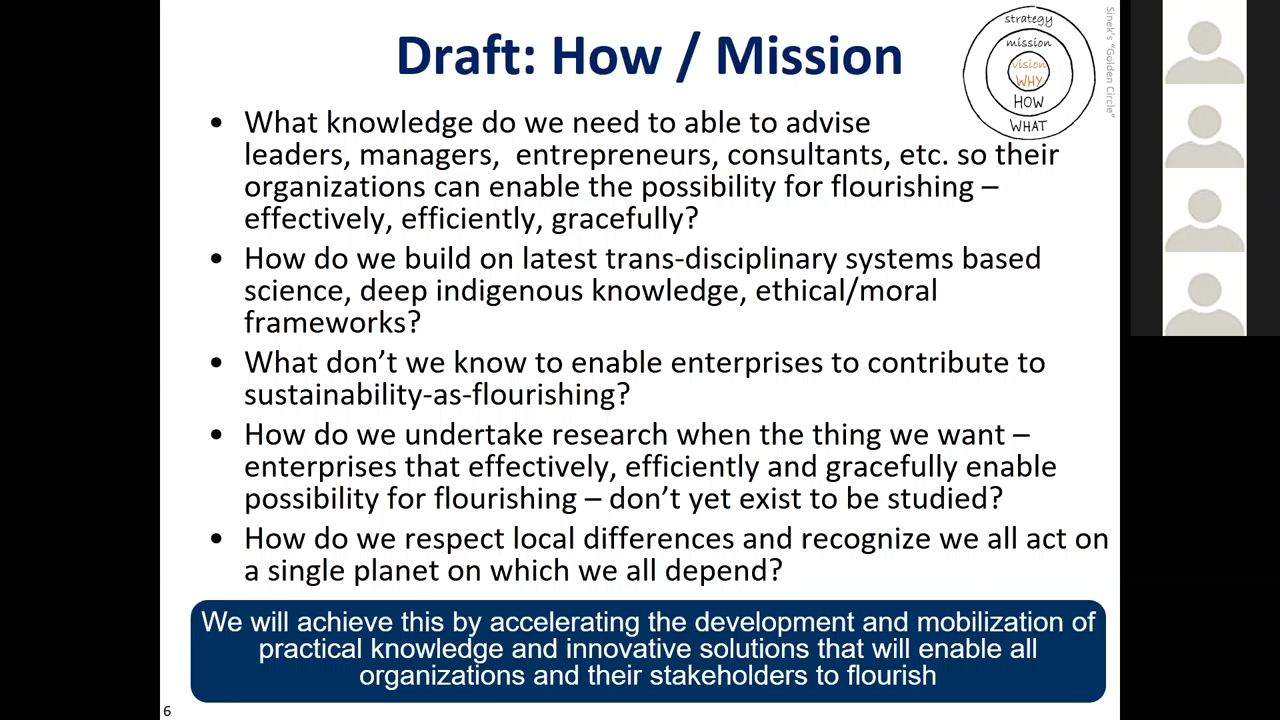 Draft: How / Mission
strategy
mission
vision
WHY
HOW
WHAT
Sinek's "Golden Circle"
• What knowledge do we need to able to advise
leaders, managers,  entrepreneurs, consultants, etc. so their
organizations can enable the possibility for flourishing –
effectively, efficiently, gracefully?
• How do we build on latest trans-disciplinary systems based
science, deep indigenous knowledge, ethical/moral
frameworks?
• What don't we know to enable enterprises to contribute to
sustainability-as-flourishing?
• How do we undertake research when the thing we want –
enterprises that effectively, efficiently and gracefully enable
possibility for flourishing – don't yet exist to be studied?
• How do we respect local differences and recognize we all act on
a single planet on which we all depend?
We will achieve this by accelerating the development and mobilization of
practical knowledge and innovative solutions that will enable all
organizations and their stakeholders to flourish
6